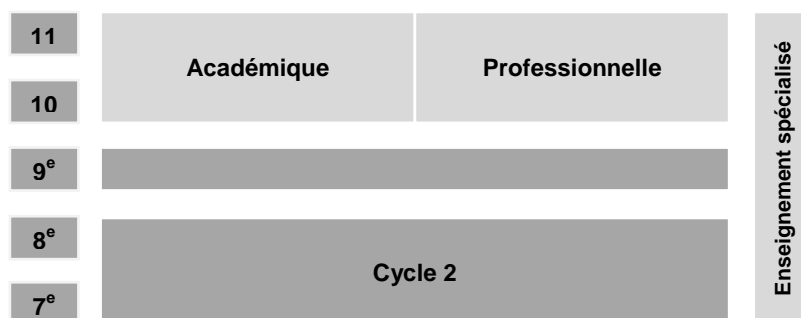 11
Académique
Professionnelle
10
9e
8e
Cycle 2
7e
Enseignement spécialisé